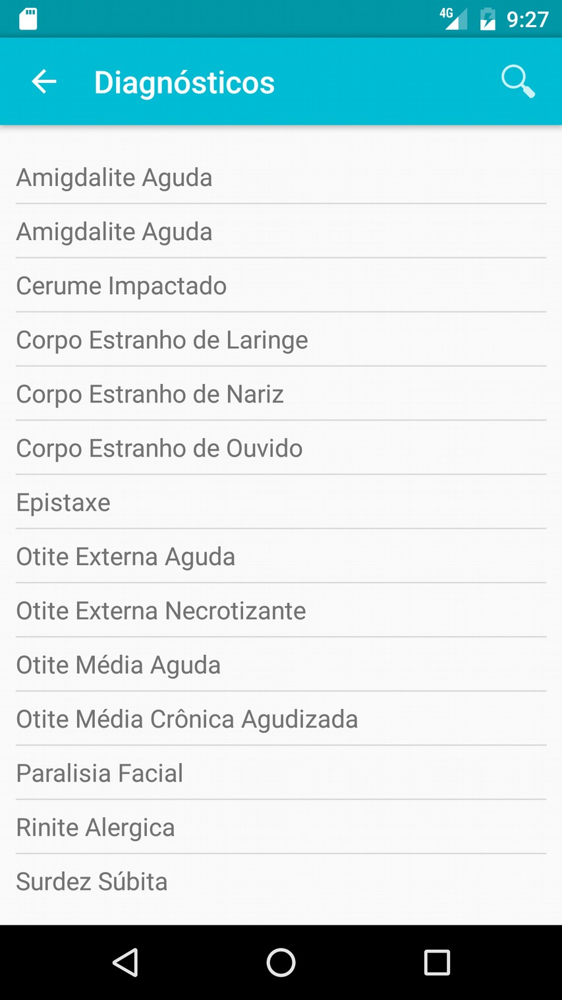 4G 9:27
Diagnósticos
Amigdalite Aguda
Amigdalite Aguda
Cerume Impactado
Corpo Estranho de Laringe
Corpo Estranho de Nariz
Corpo Estranho de Ouvido
Epistaxe
Otite Externa Aguda
Otite Externa Necrotizante
Otite Média Aguda
Otite Média Crônica Agudizada
Paralisia Facial
Rinite Alergica
Surdez Súbita